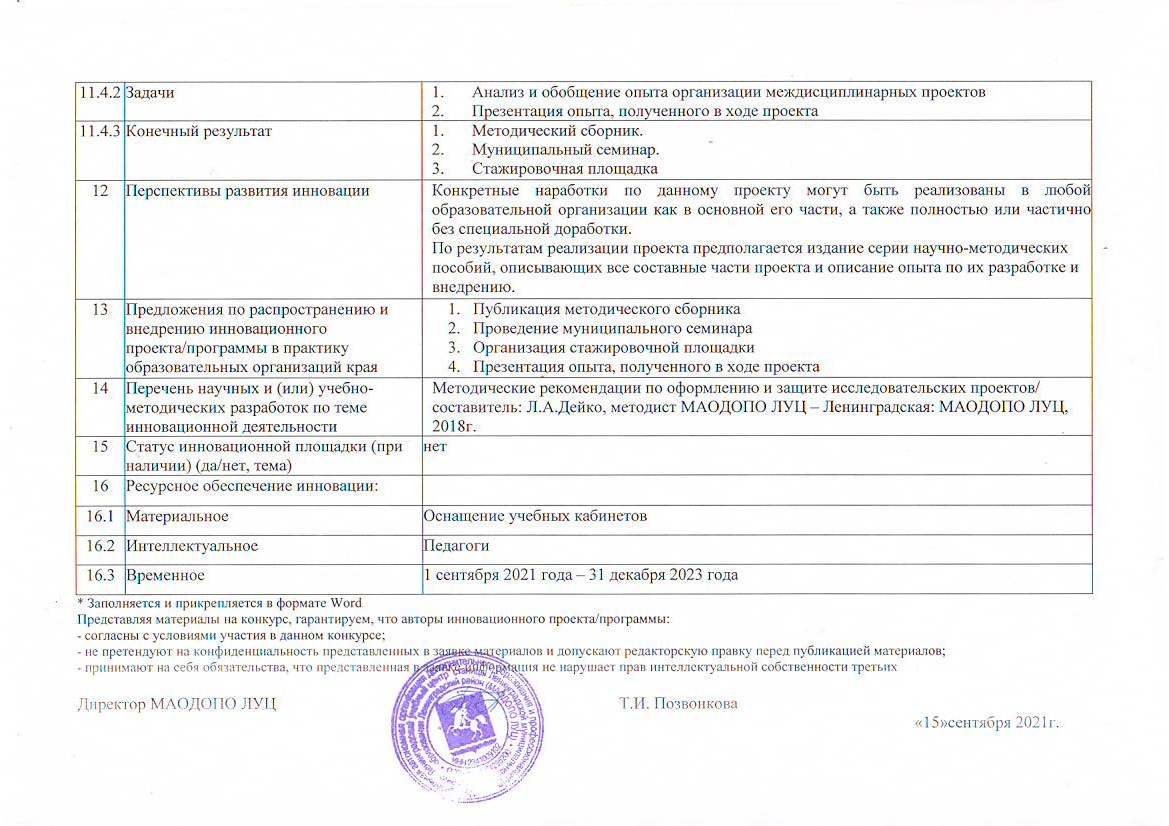 11.4.2 Задачи
1. Анализ и обобщение опыта организации междисциплинарных проектов
2. Презентация опыта, полученного в ходе проекта
11.4.3 Конечный результат
1. Методический сборник.
2. Муниципальный семинар.
3. Стажировочная площадка
12 Перспективы развития инновации
Конкретные наработки по данному проекту могут быть реализованы в любой
образовательной организации как в основной его части, а также полностью или частично
без специальной доработки.
По результатам реализации проекта предполагается издание серии научно-методических
пособий, описывающих все составные части проекта и описание опыта по их разработке и
внедрению.
13 Предложения по распространению и
внедрению инновационного
проекта/программы в практику
образовательных организаций края
1. Публикация методического сборника
2. Проведение муниципального семинара
3. Организация стажировочной площадки
4. Презентация опыта, полученного в ходе проекта
14 Перечень научных и (или) учебно-
методических разработок по теме
инновационной деятельности
Методические рекомендации по оформлению и защите исследовательских проектов/
составитель: Л.А.Дейко, методист МАОДОПО ЛУЦ – Ленинградская: МАОДОПО ЛУЦ,
2018г.
15 Статус инновационной площадки (при
наличии) (да/нет, тема)
нет
16 Ресурсное обеспечение инновации:
16.1 Материальное
Оснащение учебных кабинетов
16.2 Интеллектуальное
Педагоги
16.3 Временное
1 сентября 2021 года – 31 декабря 2023 года
* Заполняется и прикрепляется в формате Word
Представляя материалы на конкурс, гарантируем, что авторы инновационного проекта/программы:
- согласны с условиями участия в данном конкурсе;
- не претендуют на конфиденциальность представленных в заявке материалов и допускают редакторскую правку перед публикацией материалов;
- принимают на себя обязательства, что представленная в заявке информация не нарушает прав интеллектуальной собственности третьих
Директор МАОДОПО ЛУЦ
Т.И. Позвонкова
«15»сентября 2021г.